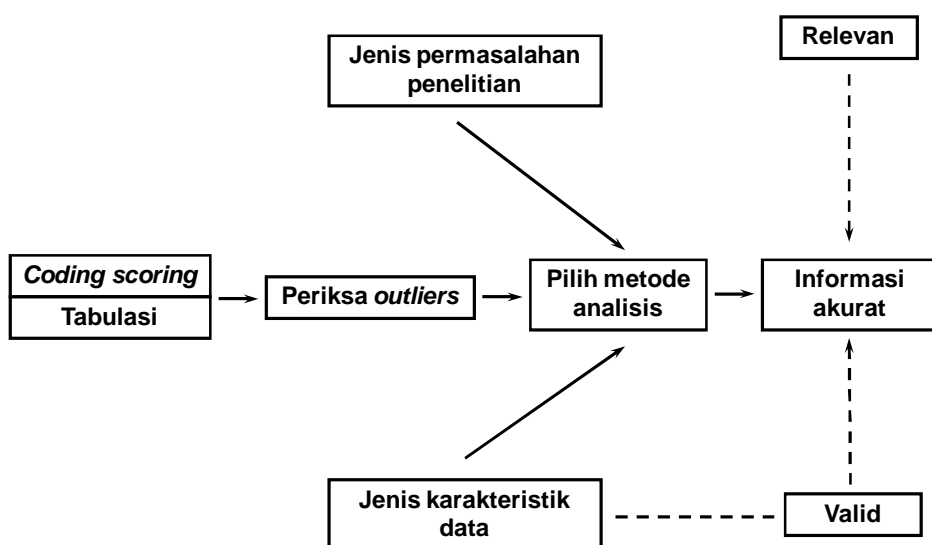 Jenis permasalahan
penelitian
Relevan
Coding scoring
Tabulasi
Periksa outliers
Pilih metode
analisis
Informasi
akurat
Jenis karakteristik
data
Valid